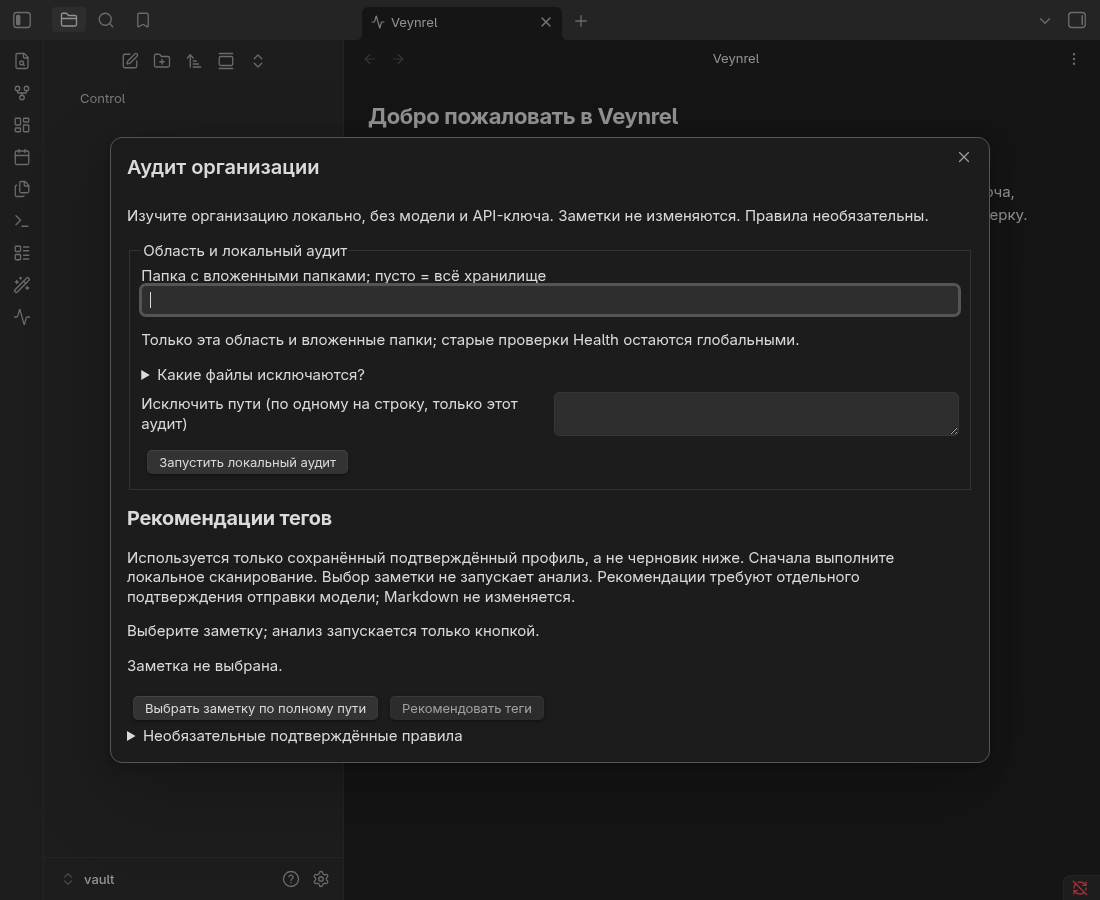 Veynrel
Veynrel
Control
Добро пожаловать в Veynrel
оча,
ерку.
Аудит организации
Изучите организацию локально, без модели и API-ключа. Заметки не изменяются. Правила необязательны.
Область и локальный аудит
Папка с вложенными папками; пусто = всё хранилище
Только эта область и вложенные папки; старые проверки Health остаются глобальными.
Какие файлы исключаются?
Исключить пути (по одному на строку, только этот
аудит)
Запустить локальный аудит
Рекомендации тегов
Используется только сохранённый подтверждённый профиль, а не черновик ниже. Сначала выполните
локальное сканирование. Выбор заметки не запускает анализ. Рекомендации требуют отдельного
подтверждения отправки модели; Markdown не изменяется.
Выберите заметку; анализ запускается только кнопкой.
Заметка не выбрана.
Выбрать заметку по полному пути
Рекомендовать теги
Необязательные подтверждённые правила
vault